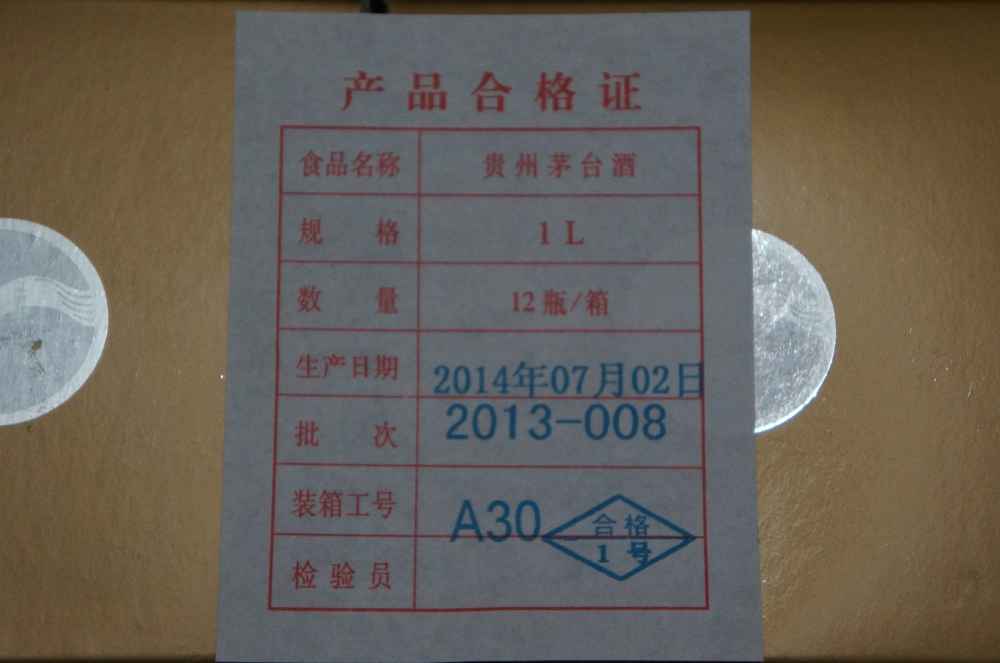 产品合格证
食品名称 贵州茅台酒
规格 1 L
数量 12瓶/箱
生产日期 2014年07月02日
批次 2013-008
装箱工号 A30
检验员 合格
1号